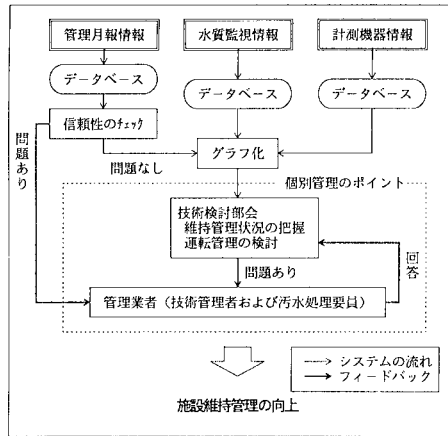 管理月報情報
水質監視情報
計測機器情報
データベース
データベース
データベース
信頼性のチェック
グラフ化
問題あり
問題なし
個別管理のポイント
技術検討部会
維持管理状況の把握
運転管理の検討
問題あり
回答
管理業者（技術管理者および汚水処理要員）
システムの流れ
フィードバック
施設維持管理の向上